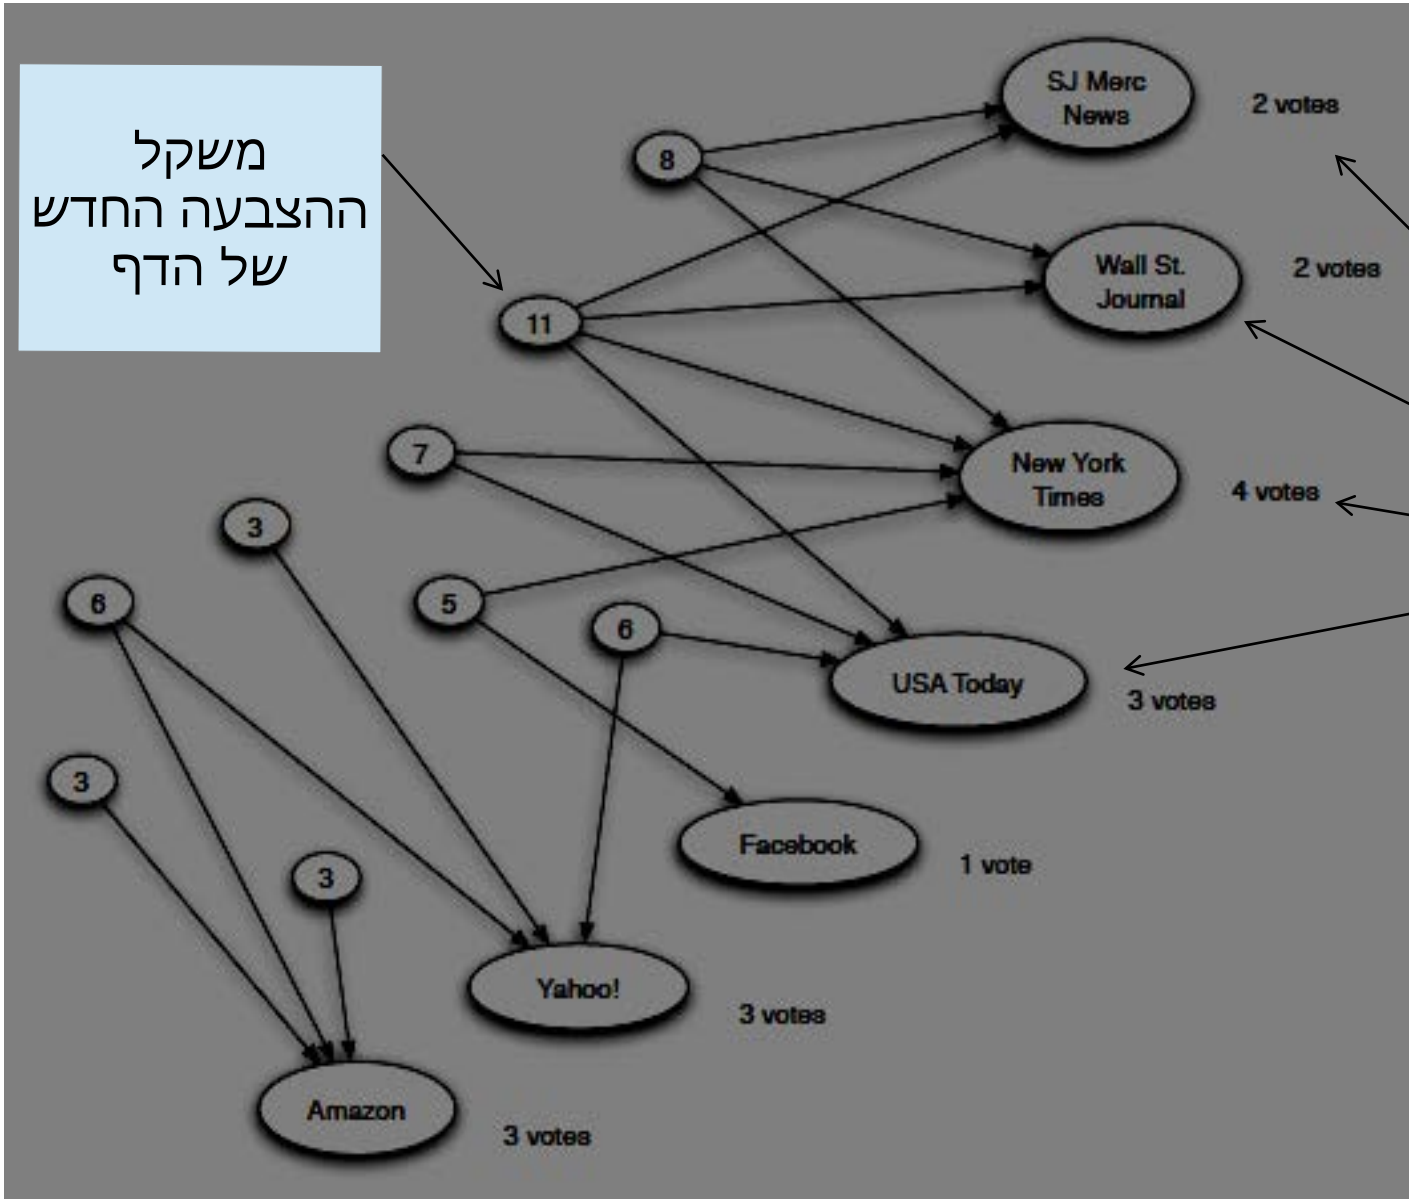 משקל
ההצבעה החדש
של הדף
SJ Merc
News
2 votes
8
Wall St.
Journal
2 votes
11
7
New York
Times
4 votes
3
6
5
6
USA Today
3 votes
3
Facebook
1 vote
3
Yahoo!
3 votes
Amazon
3 votes